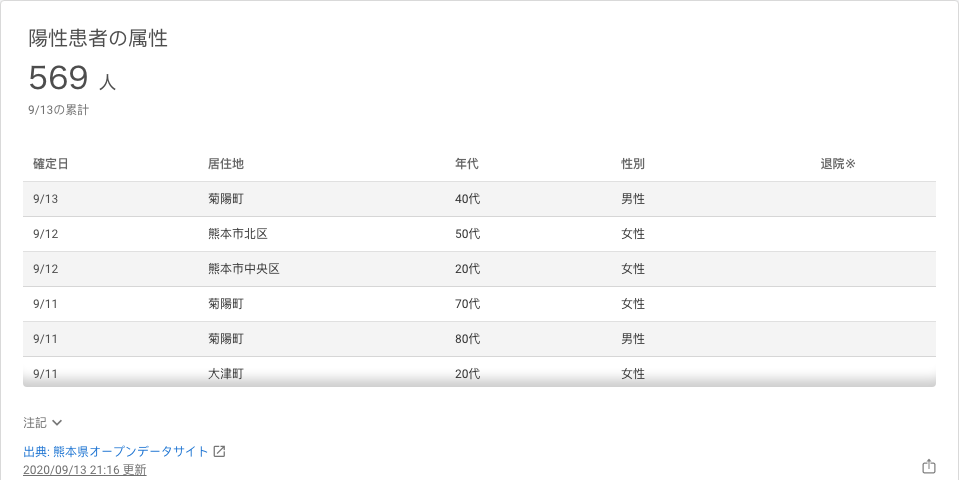 陽性患者の属性
569 人
9/13の累計
確定日 居住地 年代 性別 退院※
9/13 菊陽町 40代 男性
9/12 熊本市北区 50代 女性
9/12 熊本市中央区 20代 女性
9/11 菊陽町 70代 女性
9/11 菊陽町 80代 男性
9/11 大津町 20代 女性
注記
出典: 熊本県オープンデータサイト
2020/09/13 21:16 更新